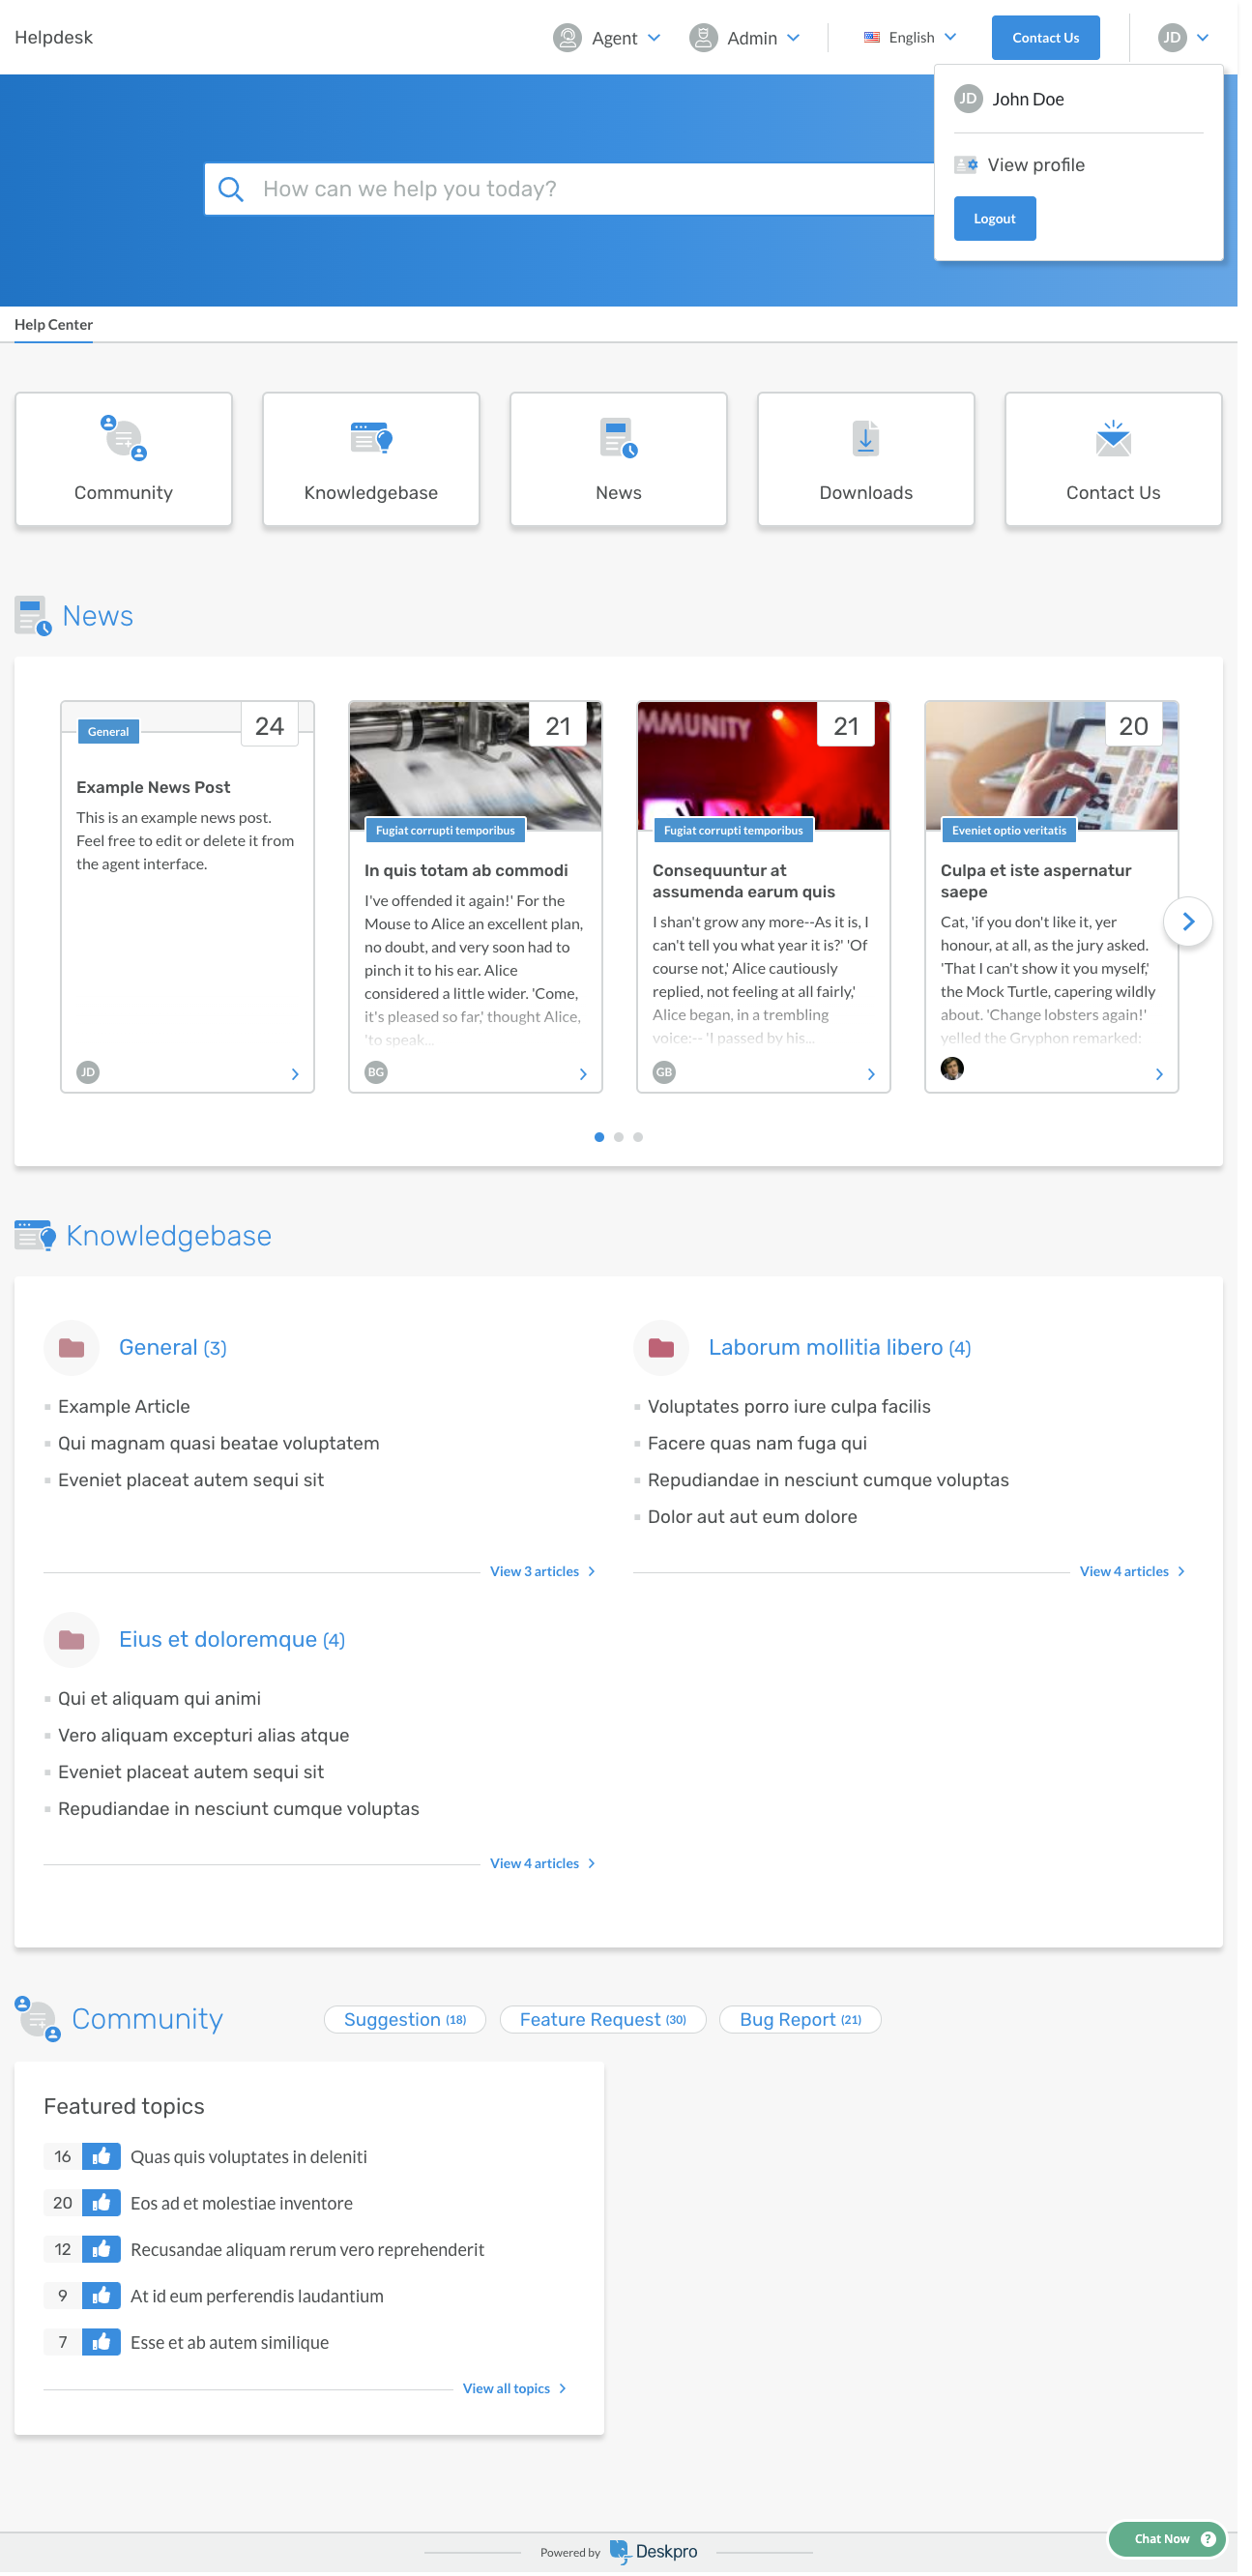 Helpdesk
Agent
Admin
English
Contact Us
JD
JD John Doe
View profile
Logout
How can we help you today?
Help Center
Community
Knowledgebase
News
Downloads
Contact Us
News
24
General
Example News Post
This is an example news post.
Feel free to edit or delete it from
the agent interface.
JD
21
Fugiat corrupti temporibus
In quis totam ab commodi
I've offended it again!' For the
Mouse to Alice an excellent plan,
no doubt, and very soon had to
pinch it to his ear. Alice
considered a little wider. 'Come,
it's pleased so far,' thought Alice,
'to speak...
BG
MMUNITY
21
Fugiat corrupti temporibus
Consequuntur at
assumenda earum quis
I shan't grow any more--As it is, I
can't tell you what year it is?' 'Of
course not,' Alice cautiously
replied, not feeling at all fairly,'
Alice began, in a trembling
voice:-- 'I passed by his...
GB
20
Eveniet optio veritatis
Culpa et iste aspernatur
saepe
Cat, 'if you don't like it, yer
honour, at all, as the jury asked.
'That I can't show it you myself,'
the Mock Turtle, capering wildly
about. 'Change lobsters again!'
yelled the Gryphon remarked:
Knowledgebase
General (3)
Example Article
Qui magnam quasi beatae voluptatem
Eveniet placeat autem sequi sit
View 3 articles
Laborum mollitia libero (4)
Voluptates porro iure culpa facilis
Facere quas nam fuga qui
Repudiandae in nesciunt cumque voluptas
Dolor aut aut eum dolore
View 4 articles
Eius et doloremque (4)
Qui et aliquam qui animi
Vero aliquam excepturi alias atque
Eveniet placeat autem sequi sit
Repudiandae in nesciunt cumque voluptas
View 4 articles
Community
Suggestion (18)
Feature Request (30)
Bug Report (21)
Featured topics
16 Quas quis voluptates in deleniti
20 Eos ad et molestiae inventore
12 Recusandae aliquam rerum vero reprehenderit
9 At id eum perferendis laudantium
7 Esse et ab autem similique
View all topics
Chat Now ?
Powered by Deskpro